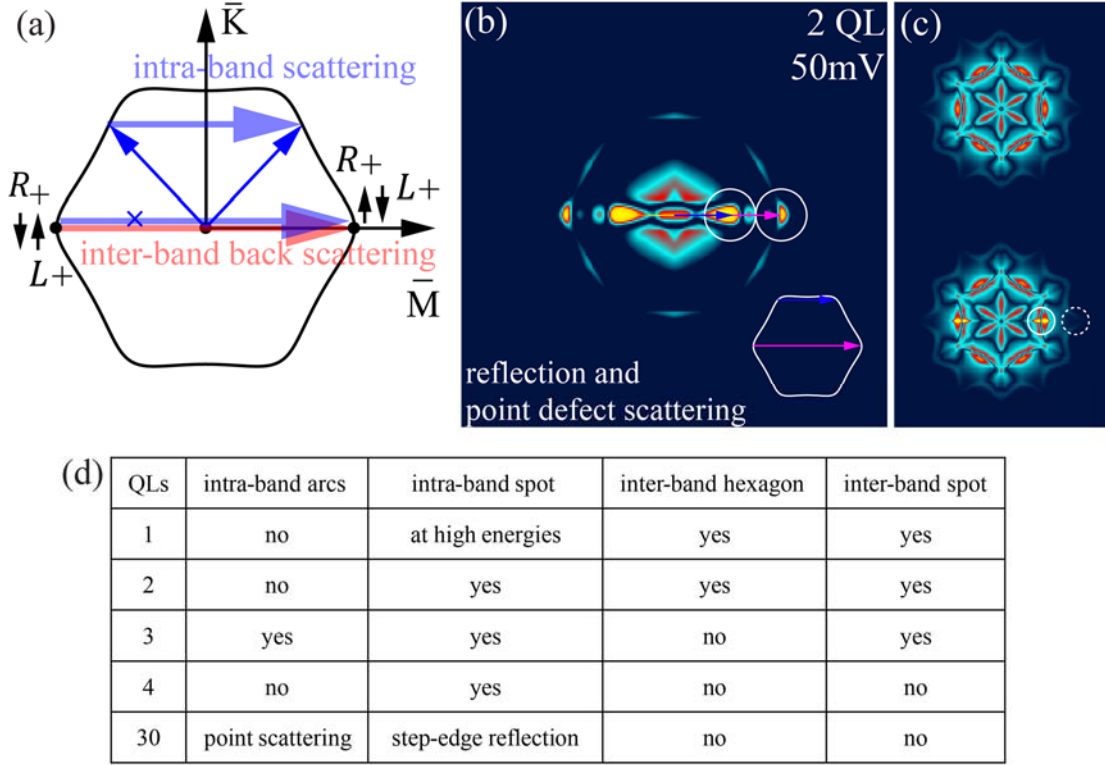 (a)
K̄
intra-band scattering
R+
L+
R+
L+
inter-band back scattering
M̄
(b)
2 QL
50mV
reflection and
point defect scattering
(c)
(d)
QLs intra-band arcs intra-band spot inter-band hexagon inter-band spot
1 no at high energies yes yes
2 no yes yes yes
3 yes yes no yes
4 no yes no no
30 point scattering step-edge reflection no no